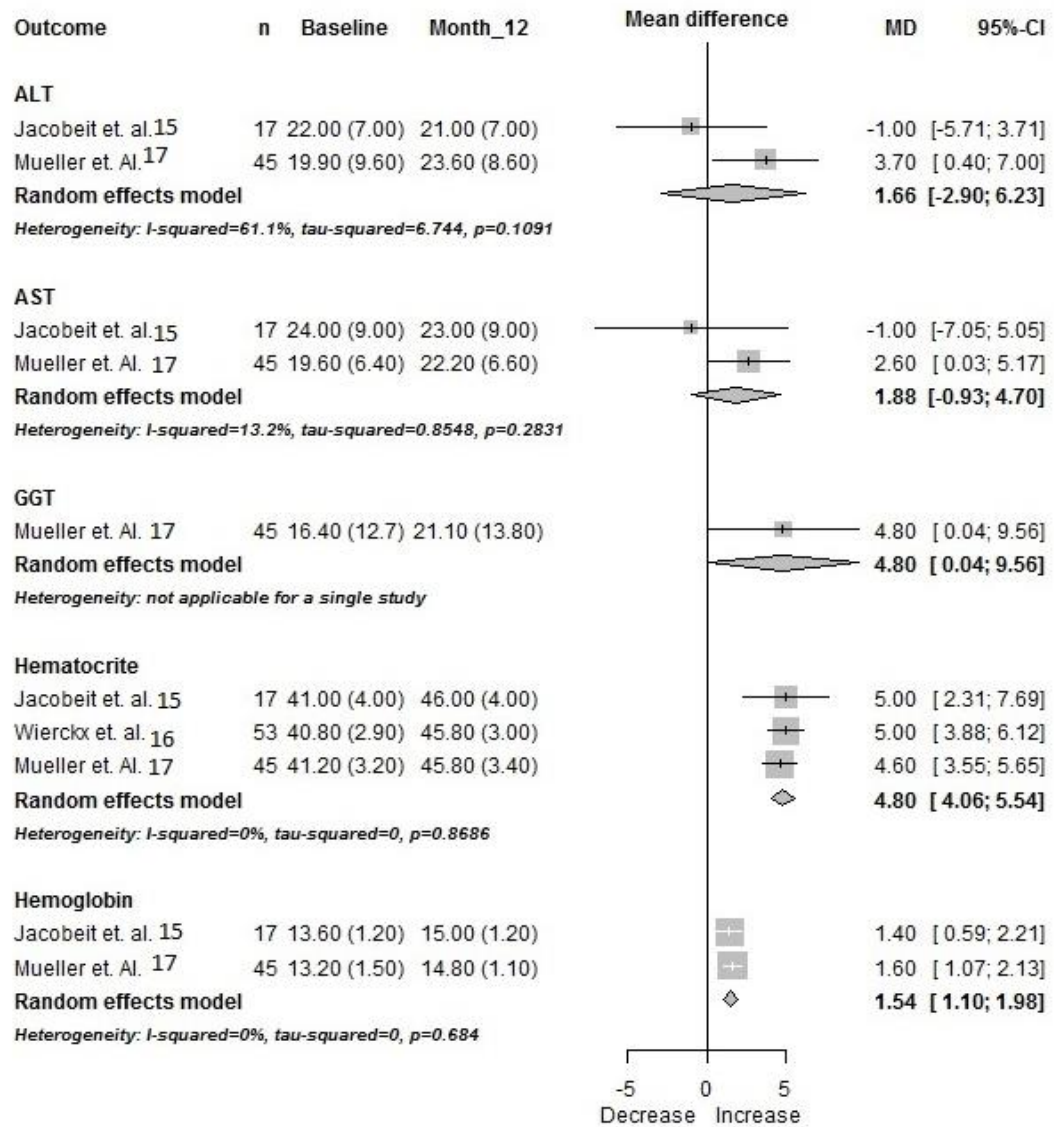 Outcome n Baseline Month_12 Mean difference MD 95%-CI
ALT
Jacobeit et. al.15 17 22.00 (7.00) 21.00 (7.00) -1.00 [-5.71; 3.71]
Mueller et. Al.17 45 19.90 (9.60) 23.60 (8.60) 3.70 [ 0.40; 7.00]
Random effects model 1.66 [-2.90; 6.23]
Heterogeneity: I-squared=61.1%, tau-squared=6.744, p=0.1091
AST
Jacobeit et. al.15 17 24.00 (9.00) 23.00 (9.00) -1.00 [-7.05; 5.05]
Mueller et. Al. 17 45 19.60 (6.40) 22.20 (6.60) 2.60 [ 0.03; 5.17]
Random effects model 1.88 [-0.93; 4.70]
Heterogeneity: I-squared=13.2%, tau-squared=0.8548, p=0.2831
GGT
Mueller et. Al. 17 45 16.40 (12.7) 21.10 (13.80) 4.80 [ 0.04; 9.56]
Random effects model 4.80 [ 0.04; 9.56]
Heterogeneity: not applicable for a single study
Hematocrite
Jacobeit et. al.15 17 41.00 (4.00) 46.00 (4.00) 5.00 [ 2.31; 7.69]
Wierckx et. al.16 53 40.80 (2.90) 45.80 (3.00) 5.00 [ 3.88; 6.12]
Mueller et. Al. 17 45 41.20 (3.20) 45.80 (3.40) 4.60 [ 3.55; 5.65]
Random effects model 4.80 [ 4.06; 5.54]
Heterogeneity: I-squared=0%, tau-squared=0, p=0.8686
Hemoglobin
Jacobeit et. al. 15 17 13.60 (1.20) 15.00 (1.20) 1.40 [ 0.59; 2.21]
Mueller et. Al. 17 45 13.20 (1.50) 14.80 (1.10) 1.60 [ 1.07; 2.13]
Random effects model 1.54 [ 1.10; 1.98]
Heterogeneity: I-squared=0%, tau-squared=0, p=0.684
-5 0 5
Decrease Increase